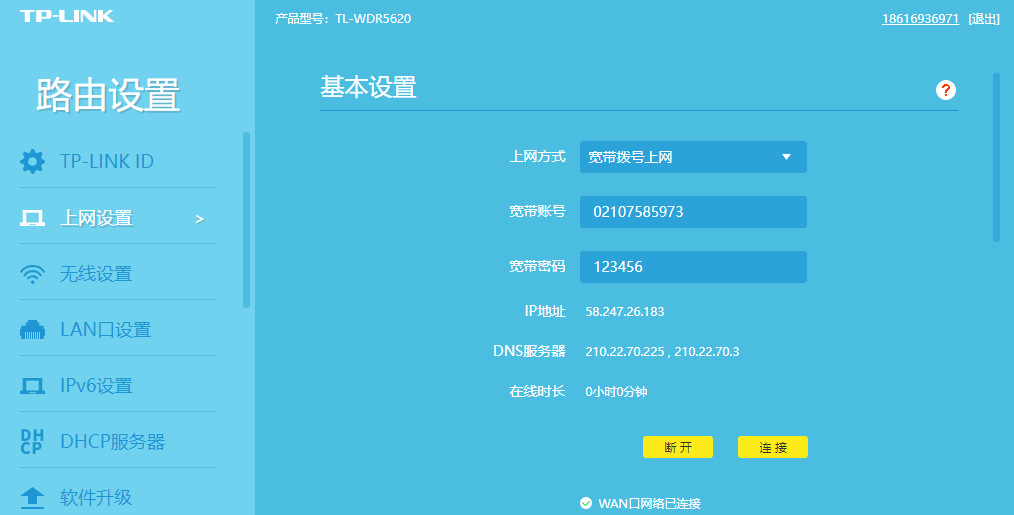 TP-LINK
产品型号：TL-WDR5620
18616936971 [退出]
路由设置
TP-LINK ID
上网设置 >
无线设置
LAN口设置
IPv6设置
DHCP
DHCP服务器
软件升级
基本设置
?
上网方式 宽带拨号上网
宽带账号 02107585973
宽带密码 123456
IP地址 58.247.26.183
DNS服务器 210.22.70.225 , 210.22.70.3
在线时长 0小时0分钟
断 开 连 接
WAN口网络已连接